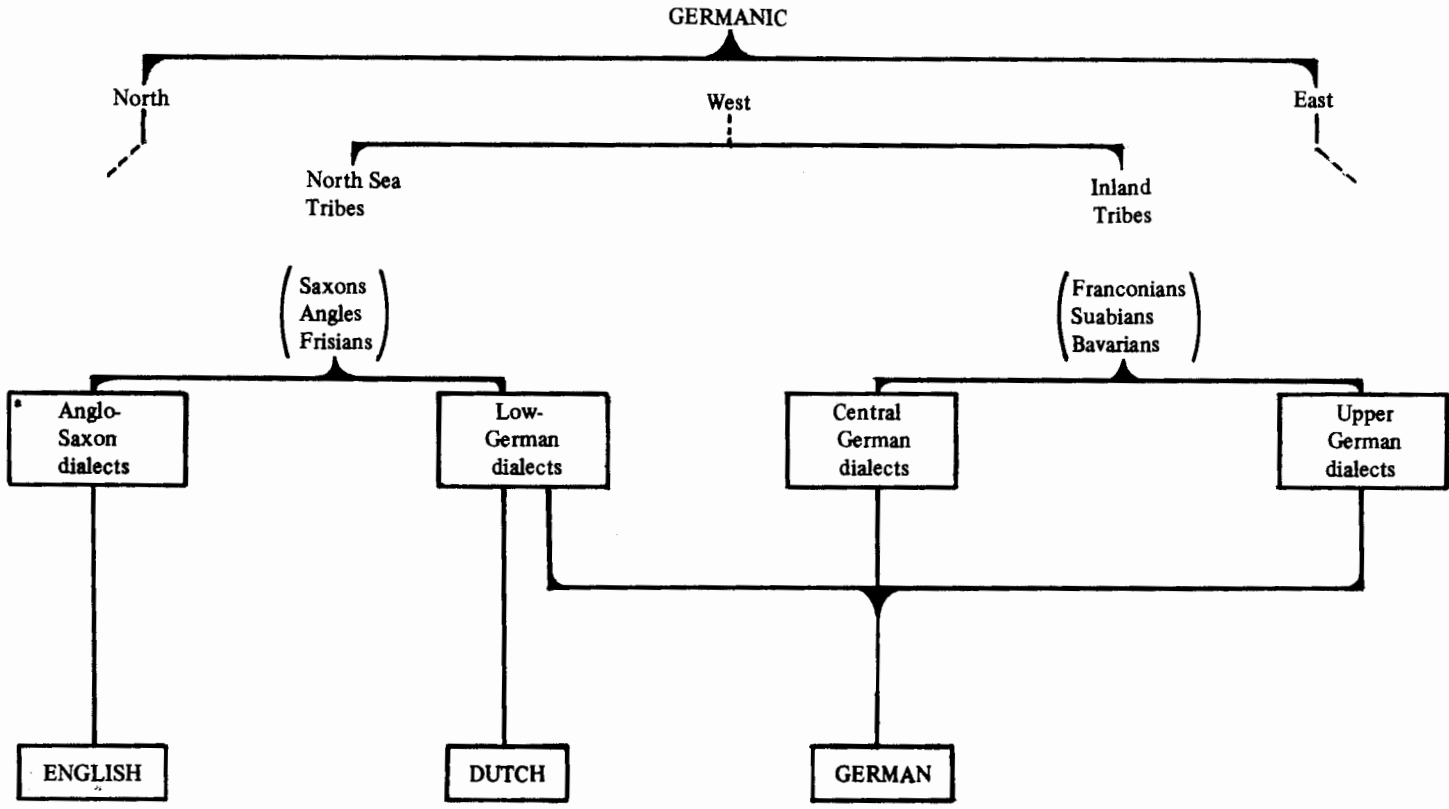 GERMANIC
North
West
East
North Sea
Tribes
Inland
Tribes
Saxons
Angles
Frisians
Franconians
Suabians
Bavarians
Anglo-
Saxon
dialects
Low-
German
dialects
Central
German
dialects
Upper
German
dialects
ENGLISH
DUTCH
GERMAN